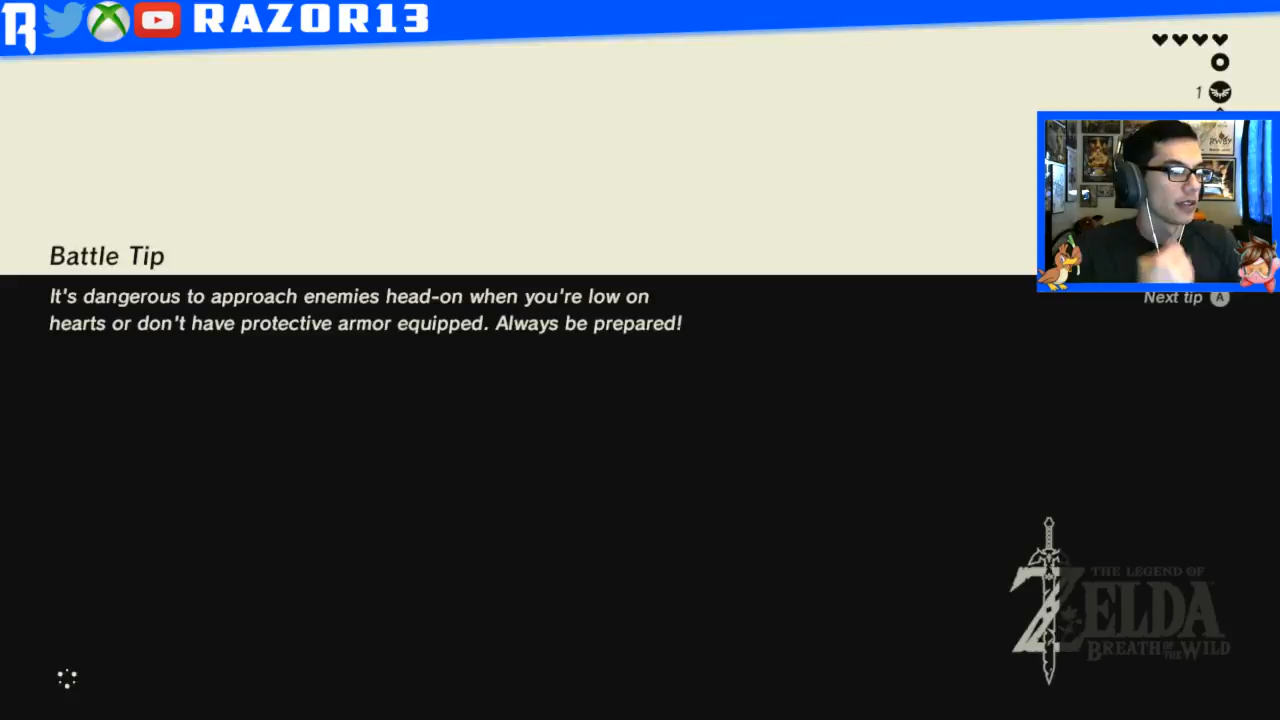 RAZOR13
1
RWBY
Battle Tip
It's dangerous to approach enemies head-on when you're low on
hearts or don't have protective armor equipped. Always be prepared!
Next tip A
THE LEGEND OF
ZELDA
BREATH OF THE WILD